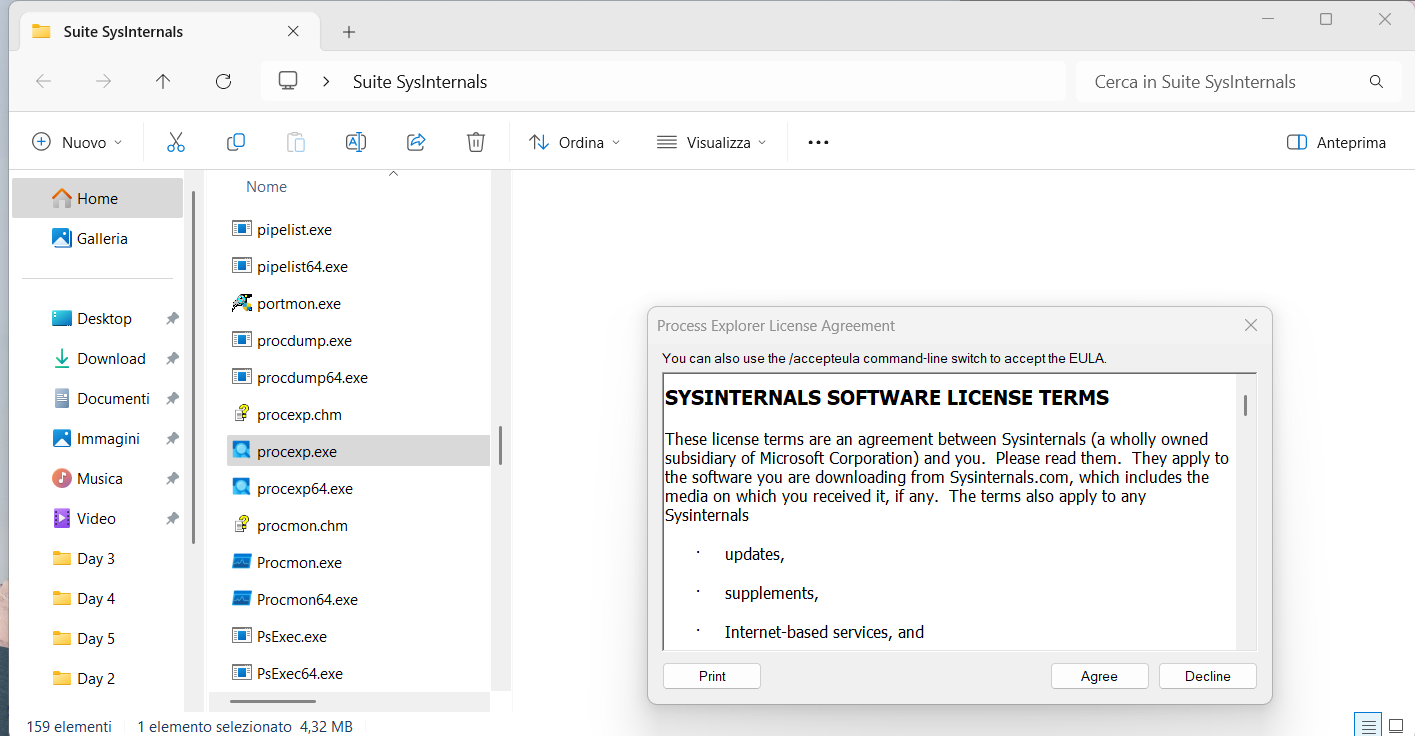 Suite SysInternals
Suite SysInternals
Cerca in Suite SysInternals
Nuovo
Ordina
Visualizza
Anteprima
Home
Galleria
Desktop
Download
Documenti
Immagini
Musica
Video
Day 3
Day 4
Day 5
Day 2
Nome
pipelist.exe
pipelist64.exe
portmon.exe
procdump.exe
procdump64.exe
procexp.chm
procexp.exe
procexp64.exe
procmon.chm
Procmon.exe
Procmon64.exe
PsExec.exe
PsExec64.exe
Process Explorer License Agreement
You can also use the /accepteula command-line switch to accept the EULA.
SYSINTERNALS SOFTWARE LICENSE TERMS
These license terms are an agreement between Sysinternals (a wholly owned
subsidiary of Microsoft Corporation) and you.  Please read them.  They apply to
the software you are downloading from Sysinternals.com, which includes the
media on which you received it, if any.  The terms also apply to any
Sysinternals
· updates,
· supplements,
· Internet-based services, and
Print
Agree
Decline
159 elementi
1 elemento selezionato 4,32 MB